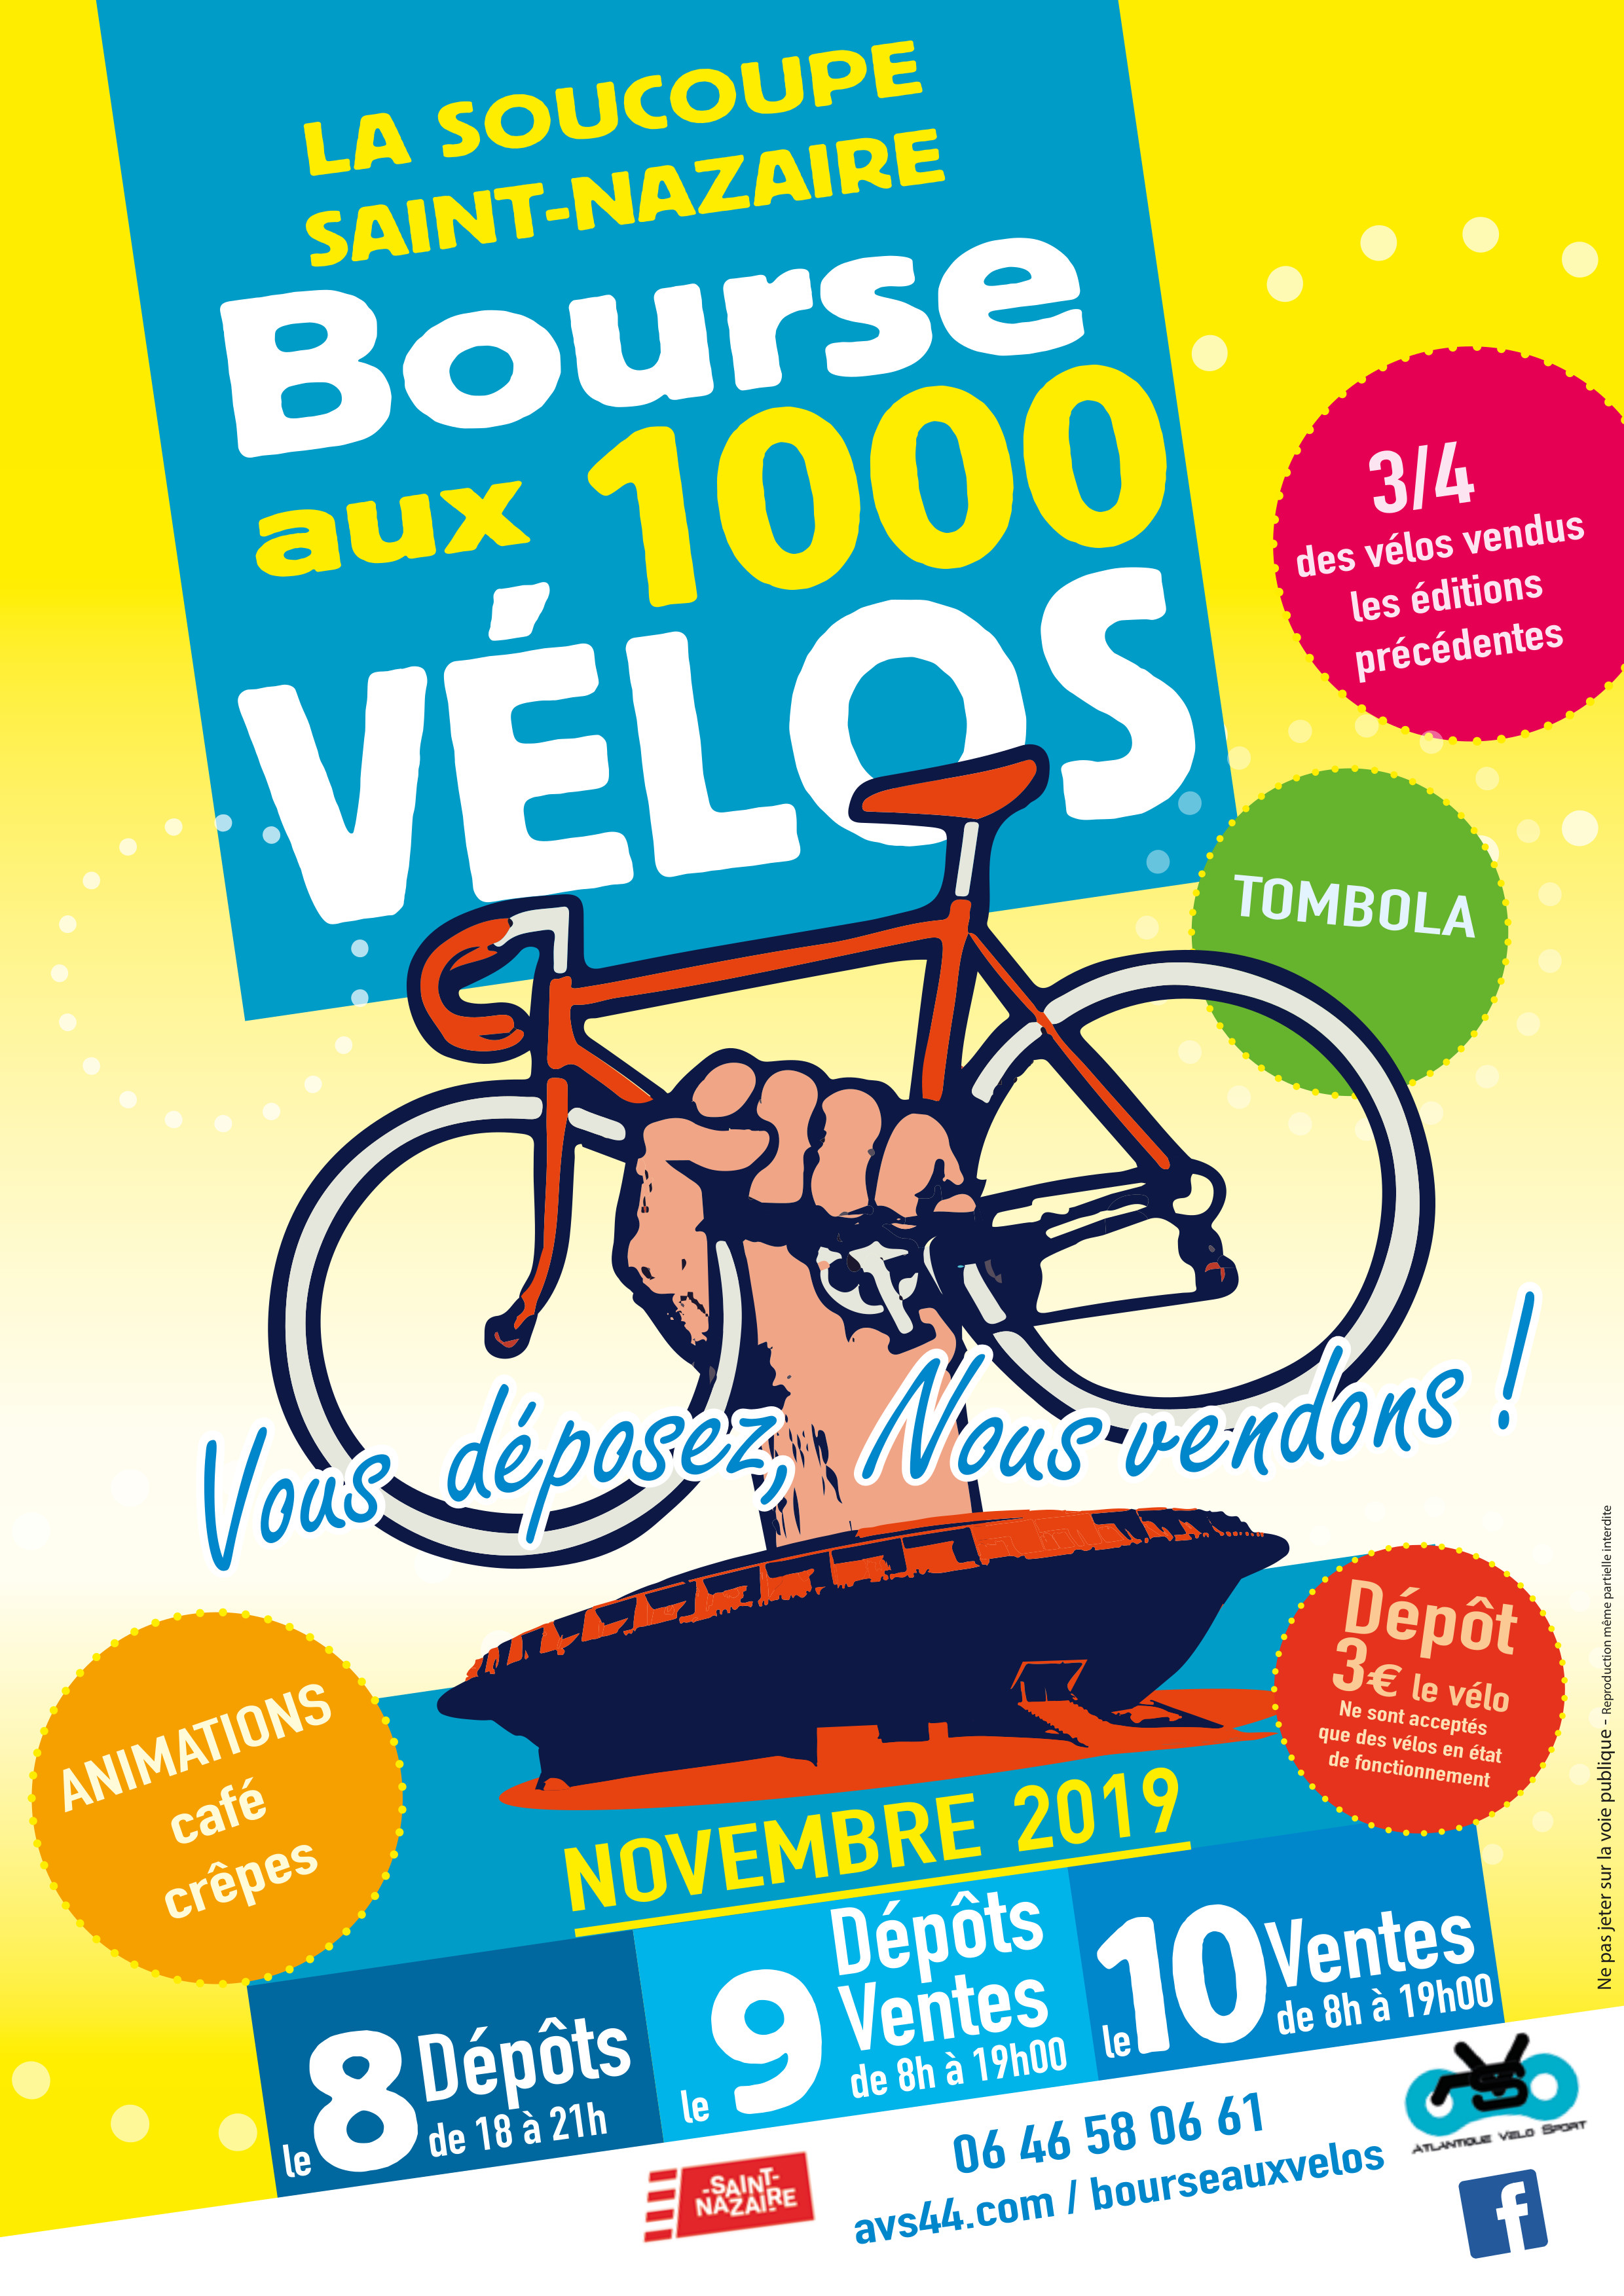 LA SOUCOUPE
SAINT-NAZAIRE
Bourse
aux 1000
VÉLOS
3/4
des vélos vendus
les éditions
précédentes
TOMBOLA
Vous déposez, Nous vendons !
ANIMATIONS
café
crêpes
Dépôt
3€ le vélo
Ne sont acceptés
que des vélos en état
de fonctionnement
NOVEMBRE 2019
le 8 Dépôts
de 18 à 21h
le 9 Dépôts
Ventes
de 8h à 19h00
le 10 Ventes
de 8h à 19h00
06 46 58 06 61
avs44.com / bourseauxvelos
-SAINT-
NAZAIRE
ATLANTIQUE VELO SPORT
f
Ne pas jeter sur la voie publique - Reproduction même partielle interdite